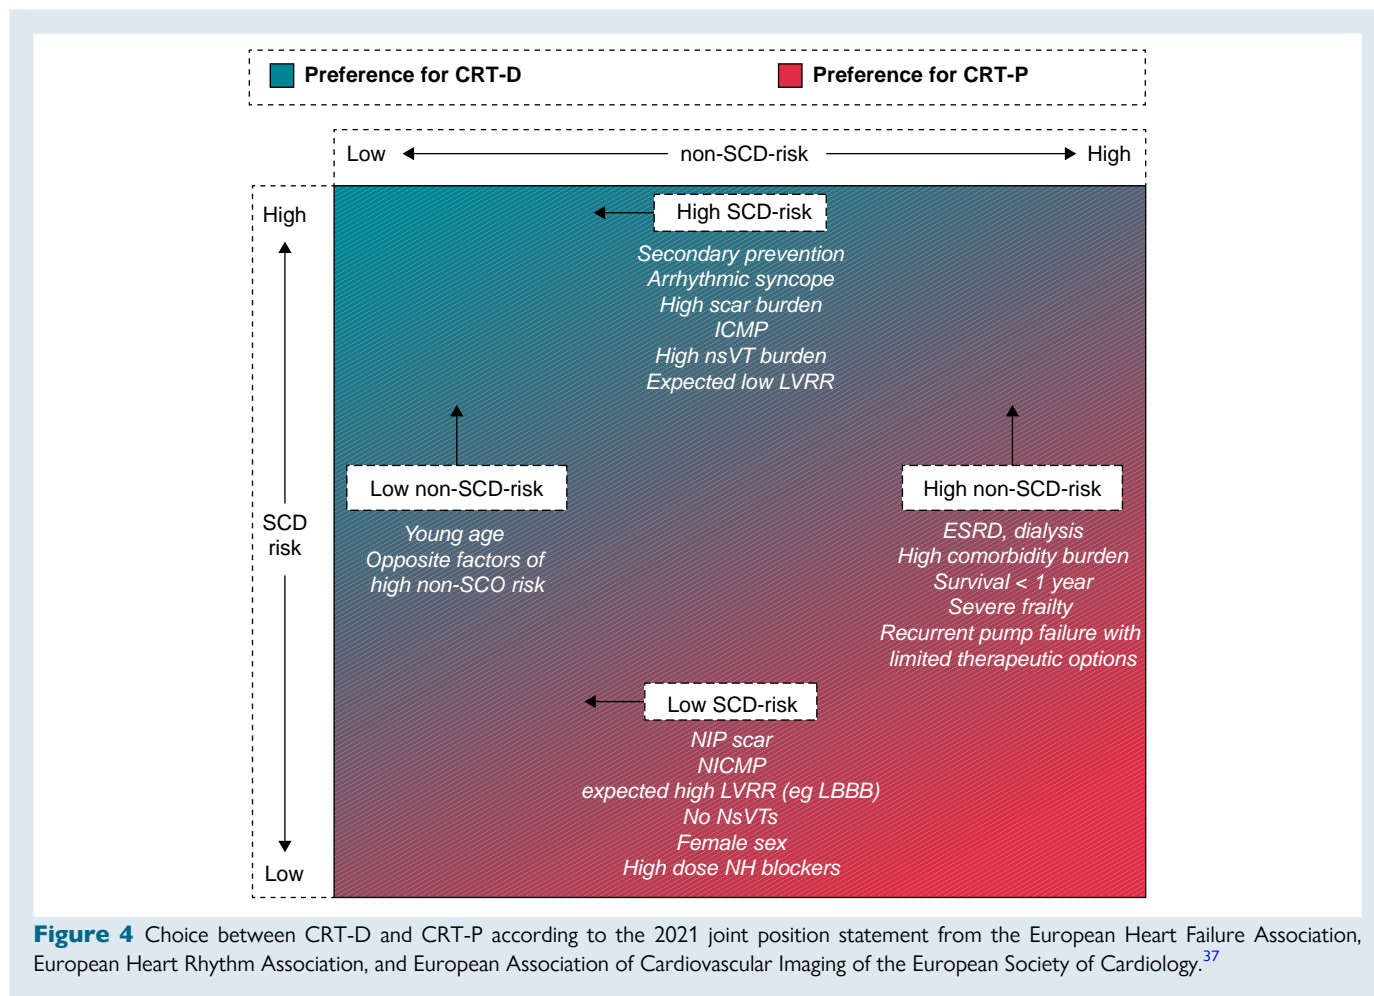 Preference for CRT-D
Preference for CRT-P
Low
non-SCD-risk
High
High
SCD
risk
Low
High SCD-risk
Secondary prevention
Arrhythmic syncope
High scar burden
ICMP
High nsVT burden
Expected low LVRR
Low non-SCD-risk
Young age
Opposite factors of
high non-SCO risk
High non-SCD-risk
ESRD, dialysis
High comorbidity burden
Survival < 1 year
Severe frailty
Recurrent pump failure with
limited therapeutic options
Low SCD-risk
NIP scar
NICMP
expected high LVRR (eg LBBB)
No NsVTs
Female sex
High dose NH blockers
Figure 4 Choice between CRT-D and CRT-P according to the 2021 joint position statement from the European Heart Failure Association,
European Heart Rhythm Association, and European Association of Cardiovascular Imaging of the European Society of Cardiology.37